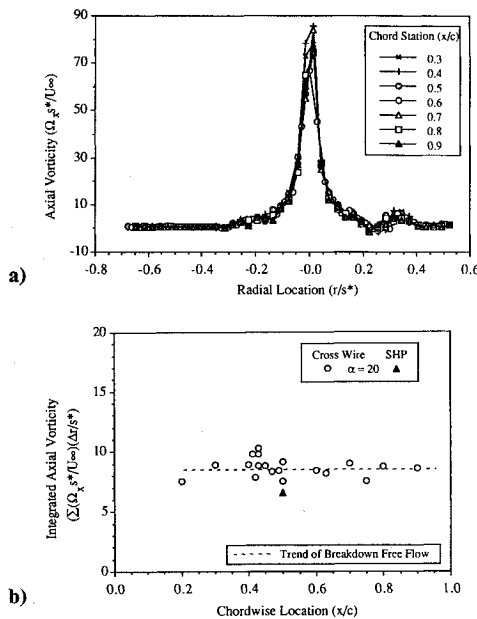 90
70
50
30
10
-10
Axial Vorticity (Ωxs*/U∞)
Chord Station (x/c)
0.3
0.4
0.5
0.6
0.7
0.8
0.9
-0.8 -0.6 -0.4 -0.2 -0.0 0.2 0.4 0.6
Radial Location (r/s*)
a)
20
15
10
5
0
Integrated Axial Vorticity
(Σ(Ωxs*/U∞)(Δr/s*)
Cross Wire SHP
α = 20
Trend of Breakdown Free Flow
0.0 0.2 0.4 0.6 0.8 1.0
Chordwise Location (x/c)
b)